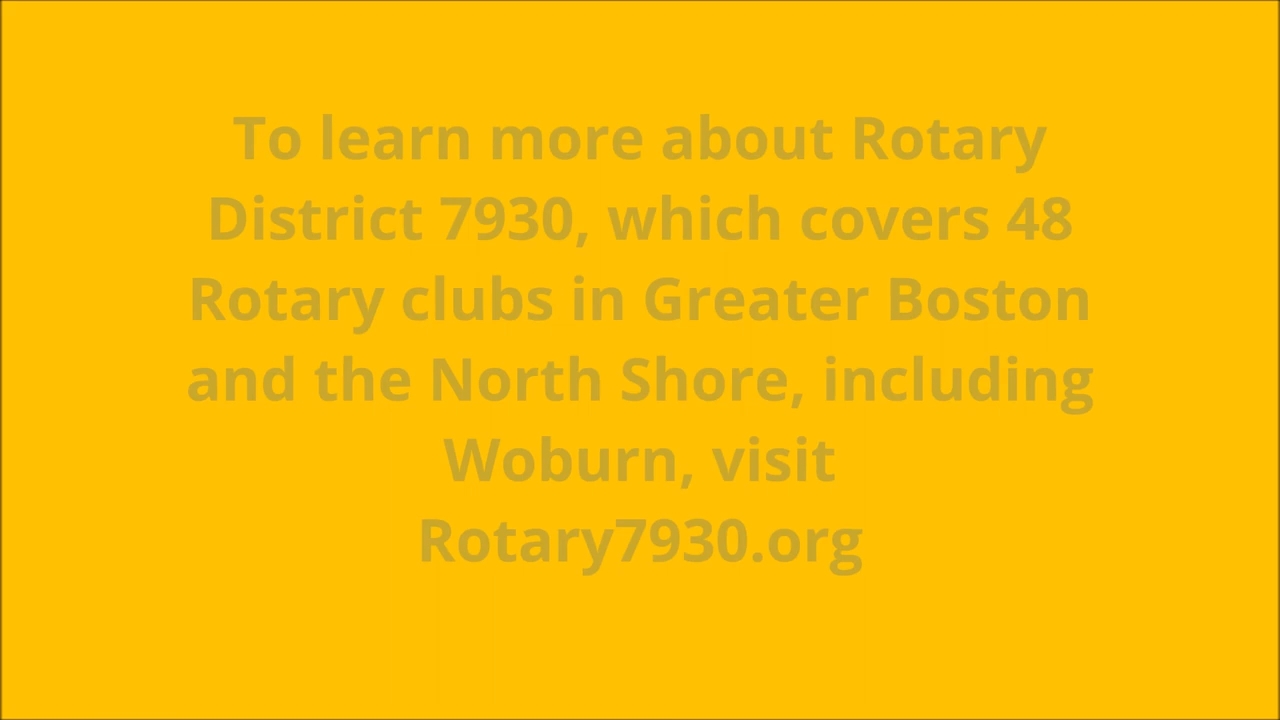 To learn more about Rotary
District 7930, which covers 48
Rotary clubs in Greater Boston
and the North Shore, including
Woburn, visit
Rotary7930.org